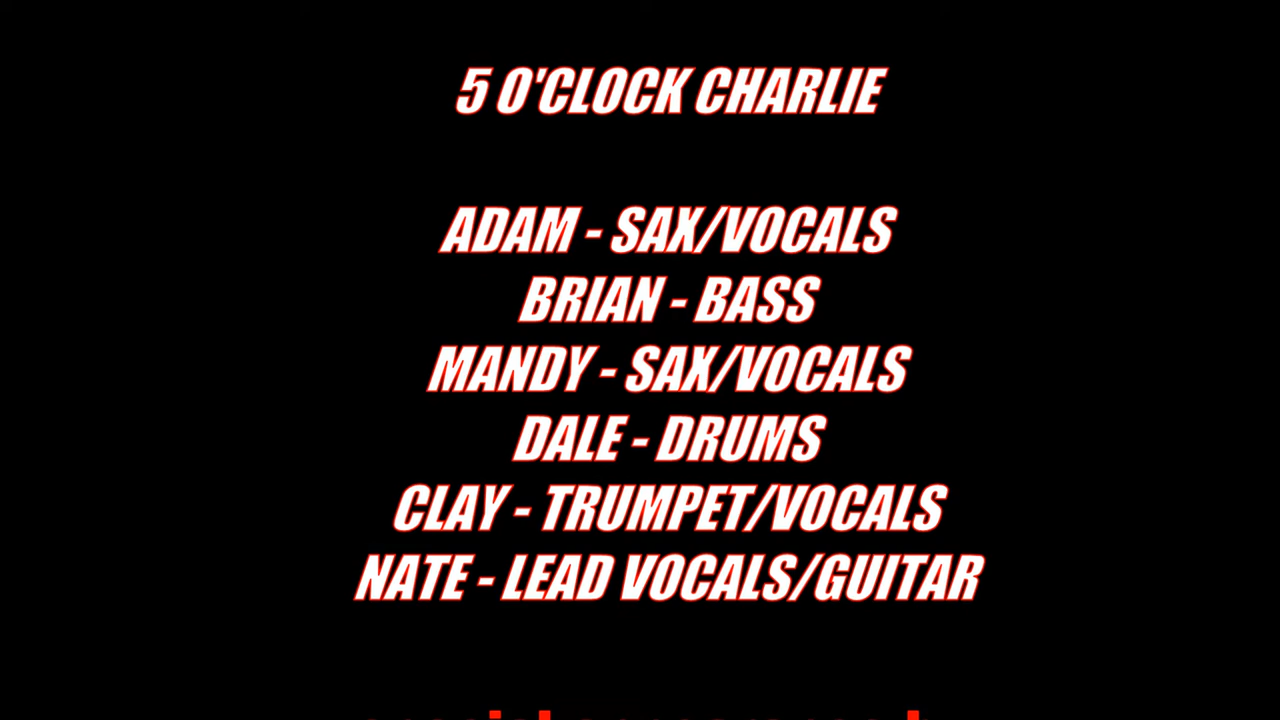 5 O'CLOCK CHARLIE
ADAM - SAX/VOCALS
BRIAN - BASS
MANDY - SAX/VOCALS
DALE - DRUMS
CLAY - TRUMPET/VOCALS
NATE - LEAD VOCALS/GUITAR